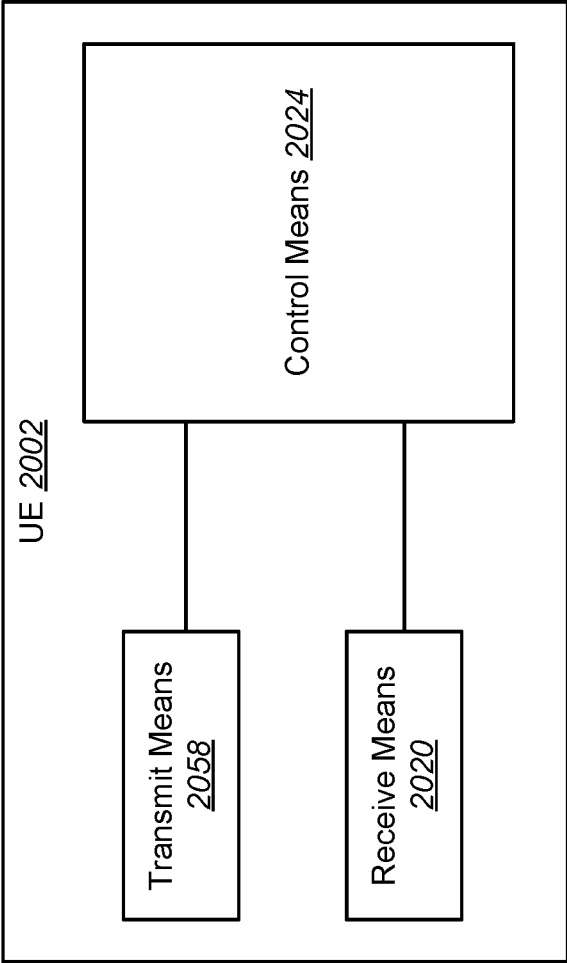 UE 2002
Transmit Means
2058
Receive Means
2020
Control Means 2024